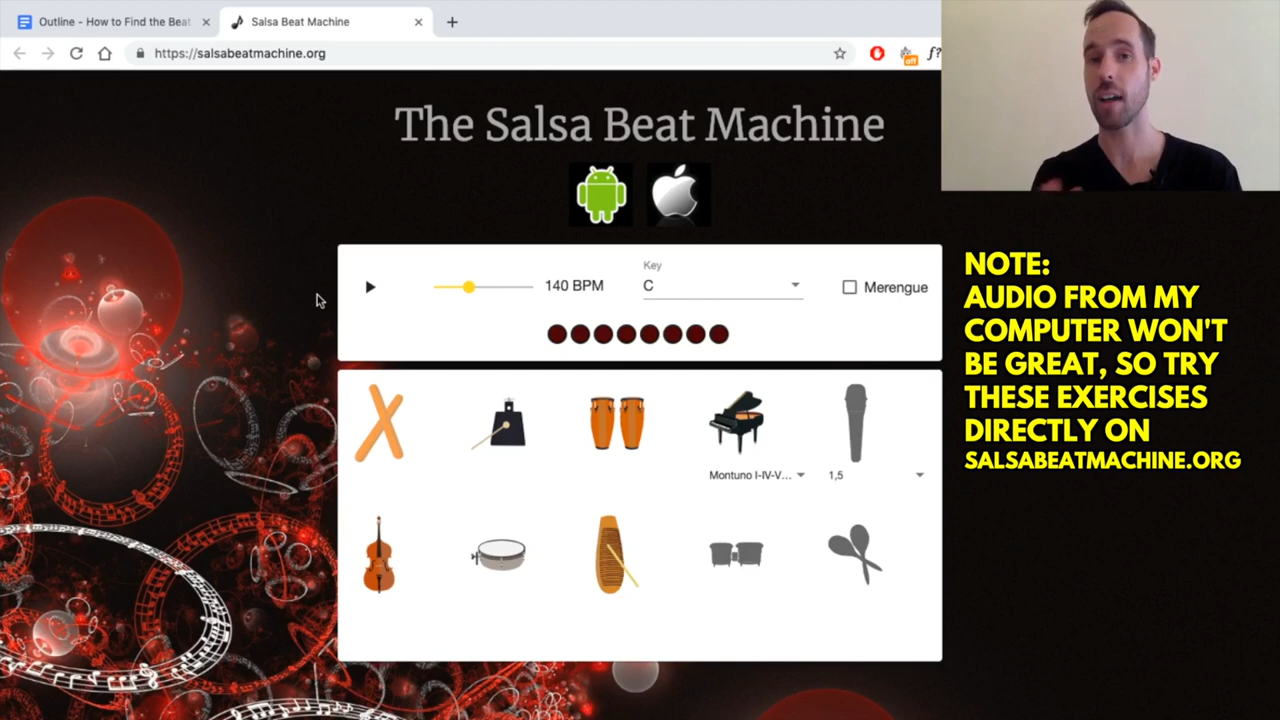 Outline - How to Find the Beat
Salsa Beat Machine
https://salsabeatmachine.org
off
f?
The Salsa Beat Machine
140 BPM
Key
C
Merengue
Montuno I-IV-V...
1,5
NOTE:
AUDIO FROM MY
COMPUTER WON'T
BE GREAT, SO TRY
THESE EXERCISES
DIRECTLY ON
SALSABEATMACHINE.ORG